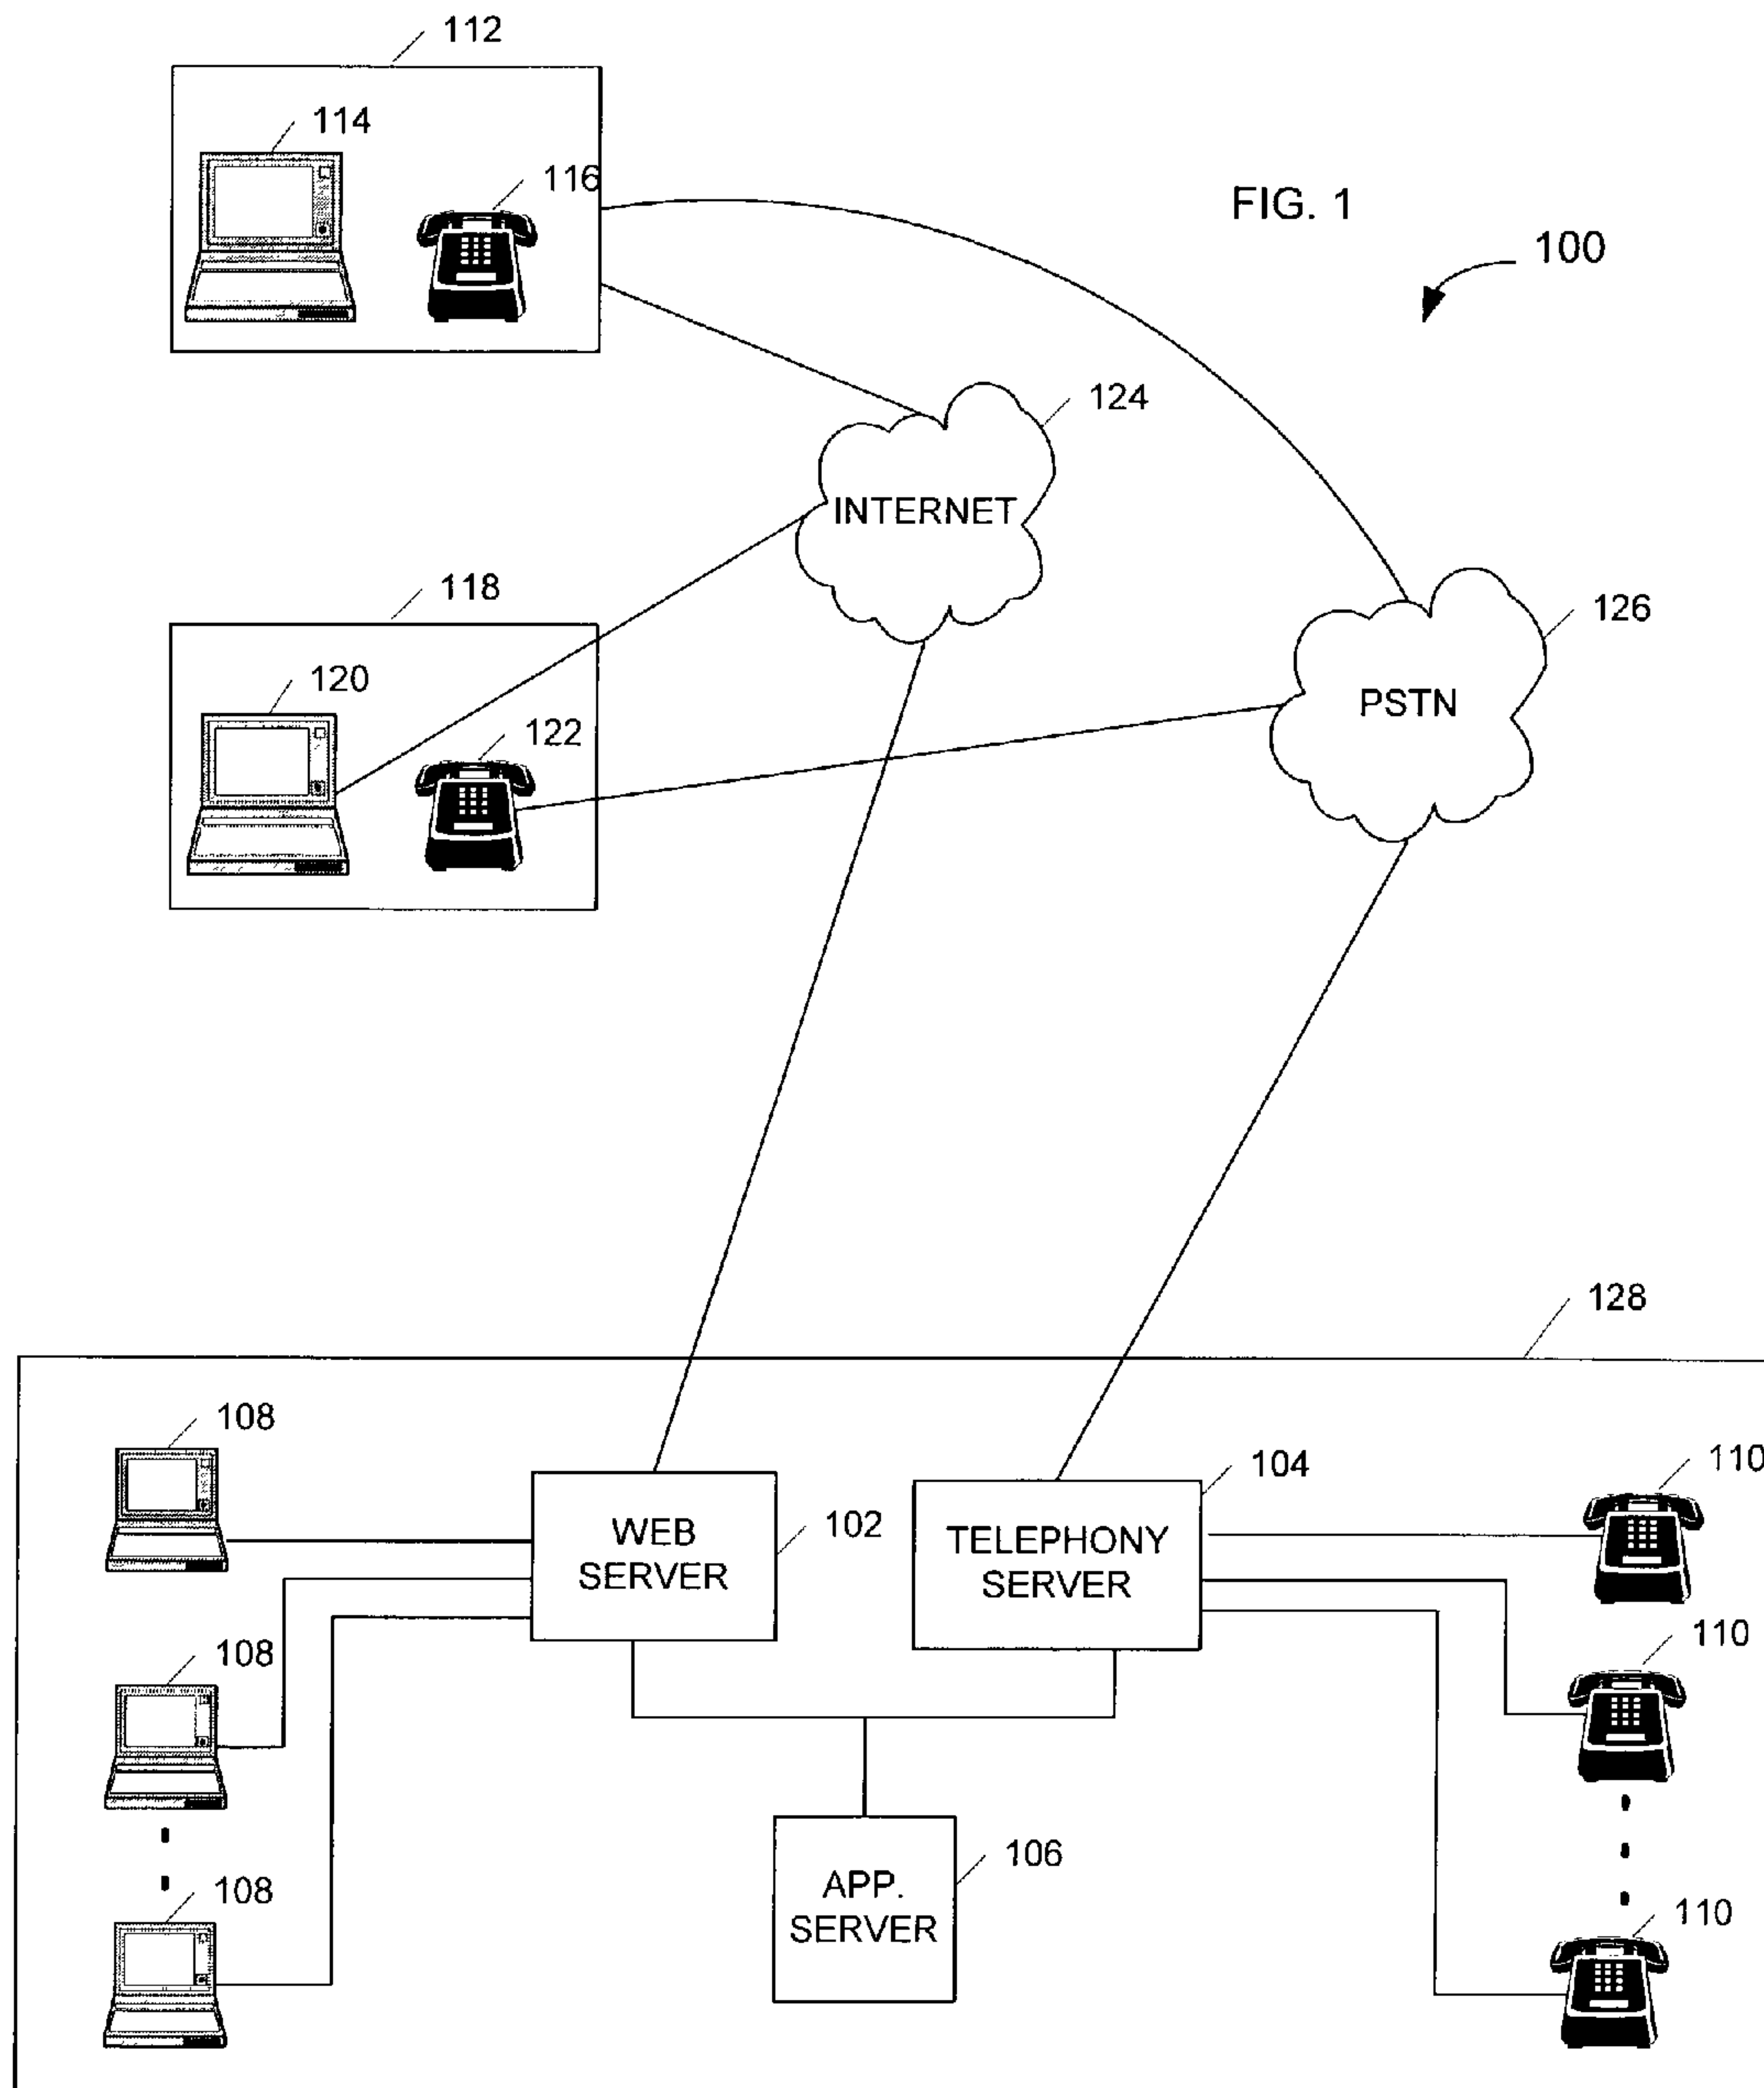 112
114
116
FIG. 1
100
124
INTERNET
118
126
120
PSTN
122
128
108
104
110
WEB
SERVER
102
TELEPHONY
SERVER
108
110
106
APP.
SERVER
108
110